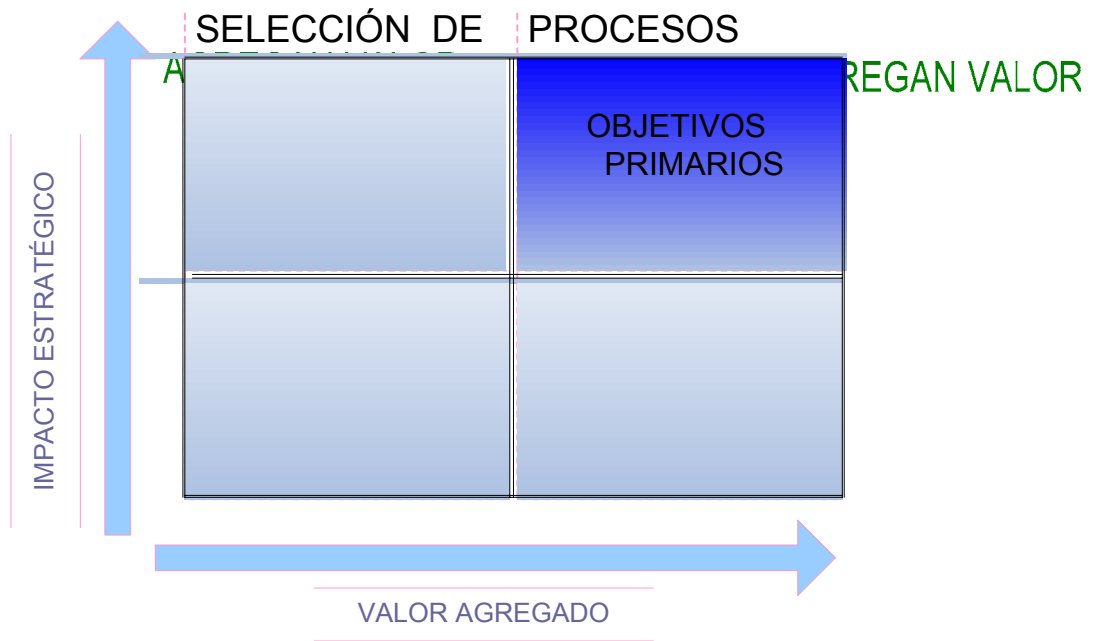 SELECCIÓN DE PROCESOS
REGAN VALOR
OBJETIVOS
PRIMARIOS
IMPACTO ESTRATÉGICO
VALOR AGREGADO